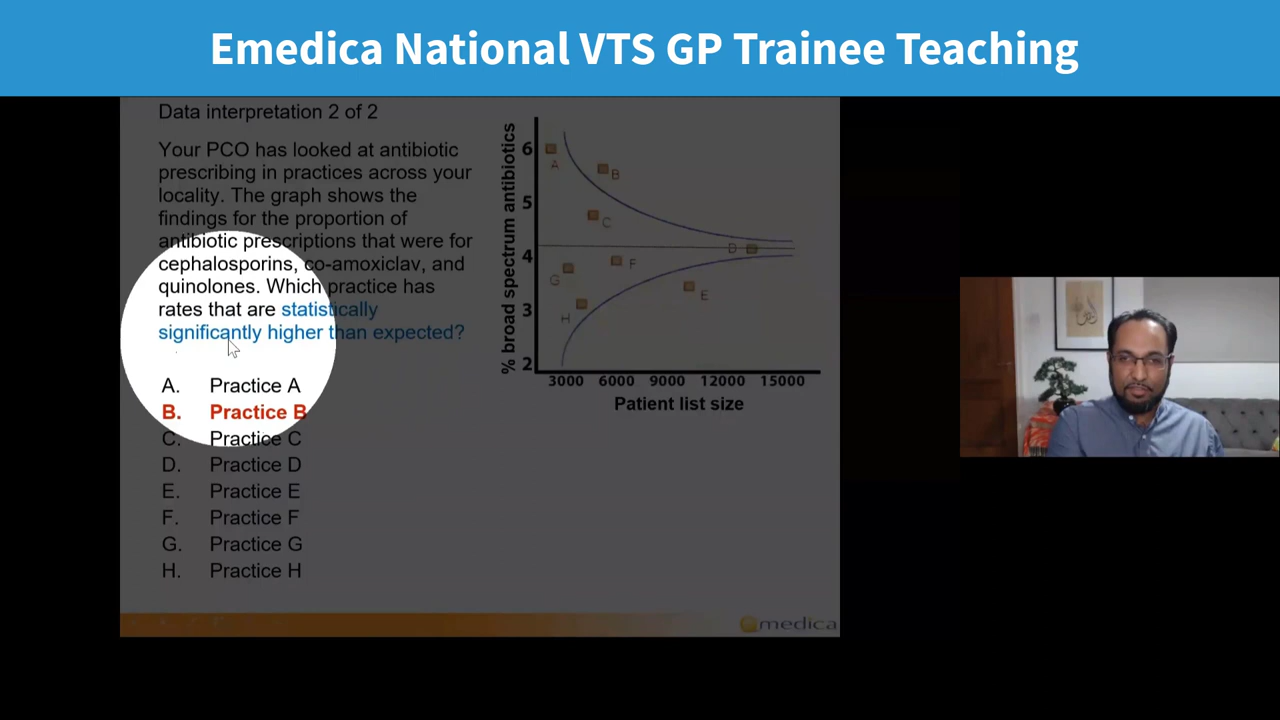 Emedica National VTS GP Trainee Teaching
Data interpretation 2 of 2
Your PCO has looked at antibiotic
prescribing in practices across your
locality. The graph shows the
findings for the proportion of
antibiotic prescriptions that were for
cephalosporins, co-amoxiclav, and
quinolones. Which practice has
rates that are statistically
significantly higher than expected?
A. Practice A
B. Practice B
C. Practice C
D. Practice D
E. Practice E
F. Practice F
G. Practice G
H. Practice H
% broad spectrum antibiotics
6
5
4
3
2
A
B
C
D
F
G
E
H
3000 6000 9000 12000 15000
Patient list size
medica